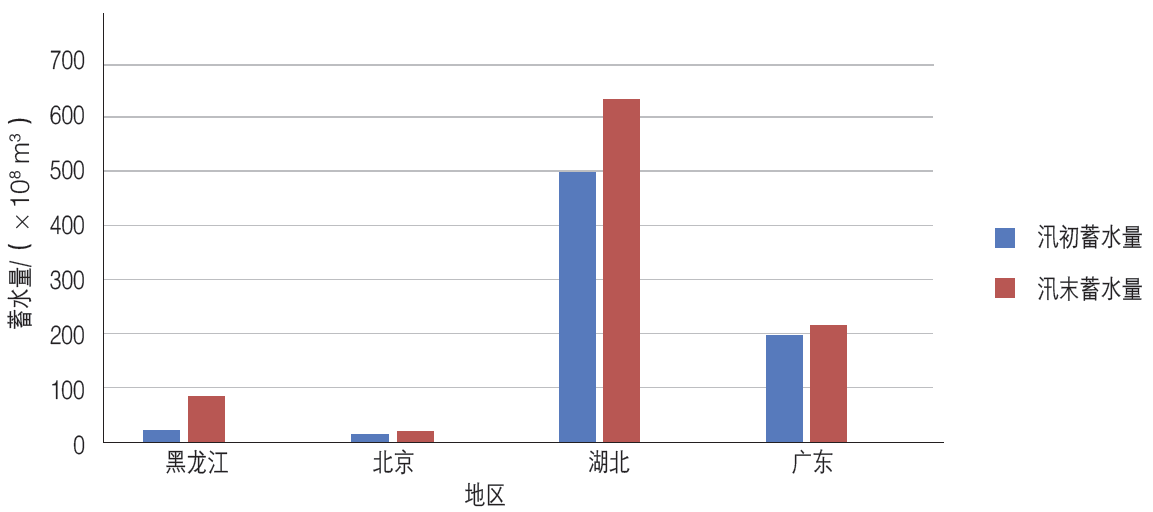 蓄水量/(×10⁸ m³)
700
600
500
400
300
200
100
0
黑龙江
北京
湖北
广东
地区
汛初蓄水量
汛末蓄水量